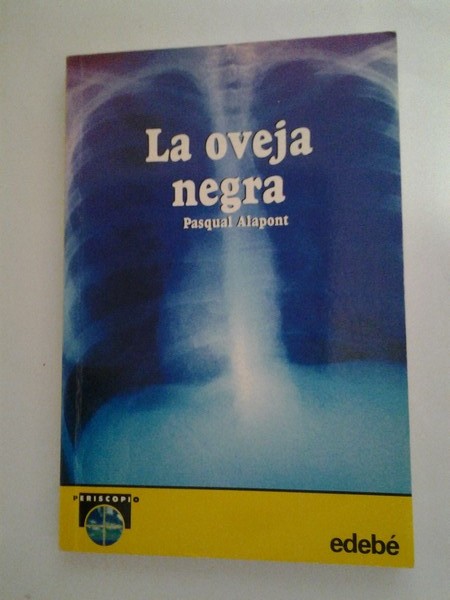 La oveja
negra
Pasqual Alapont
PERISCOPIO
edebé